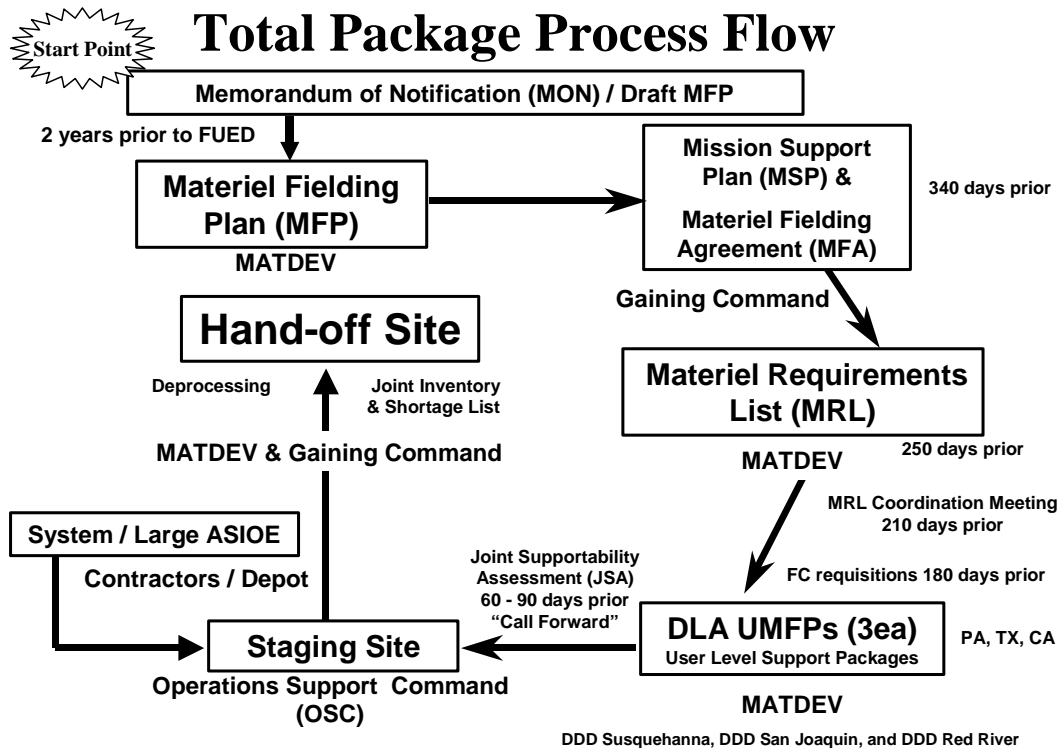 Start Point
Total Package Process Flow
Memorandum of Notification (MON) / Draft MFP
2 years prior to FUED
Materiel Fielding
Plan (MFP)
MATDEV
Mission Support
Plan (MSP) &
Materiel Fielding
Agreement (MFA)
340 days prior
Gaining Command
Materiel Requirements
List (MRL)
MATDEV
250 days prior
MRL Coordination Meeting
210 days prior
FC requisitions 180 days prior
DLA UMFPs (3ea)
User Level Support Packages
PA, TX, CA
MATDEV
DDD Susquehanna, DDD San Joaquin, and DDD Red River
Joint Supportability
Assessment (JSA)
60 - 90 days prior
“Call Forward”
System / Large ASIOE
Contractors / Depot
Staging Site
Operations Support Command
(OSC)
MATDEV & Gaining Command
Deprocessing
Joint Inventory
& Shortage List
Hand-off Site